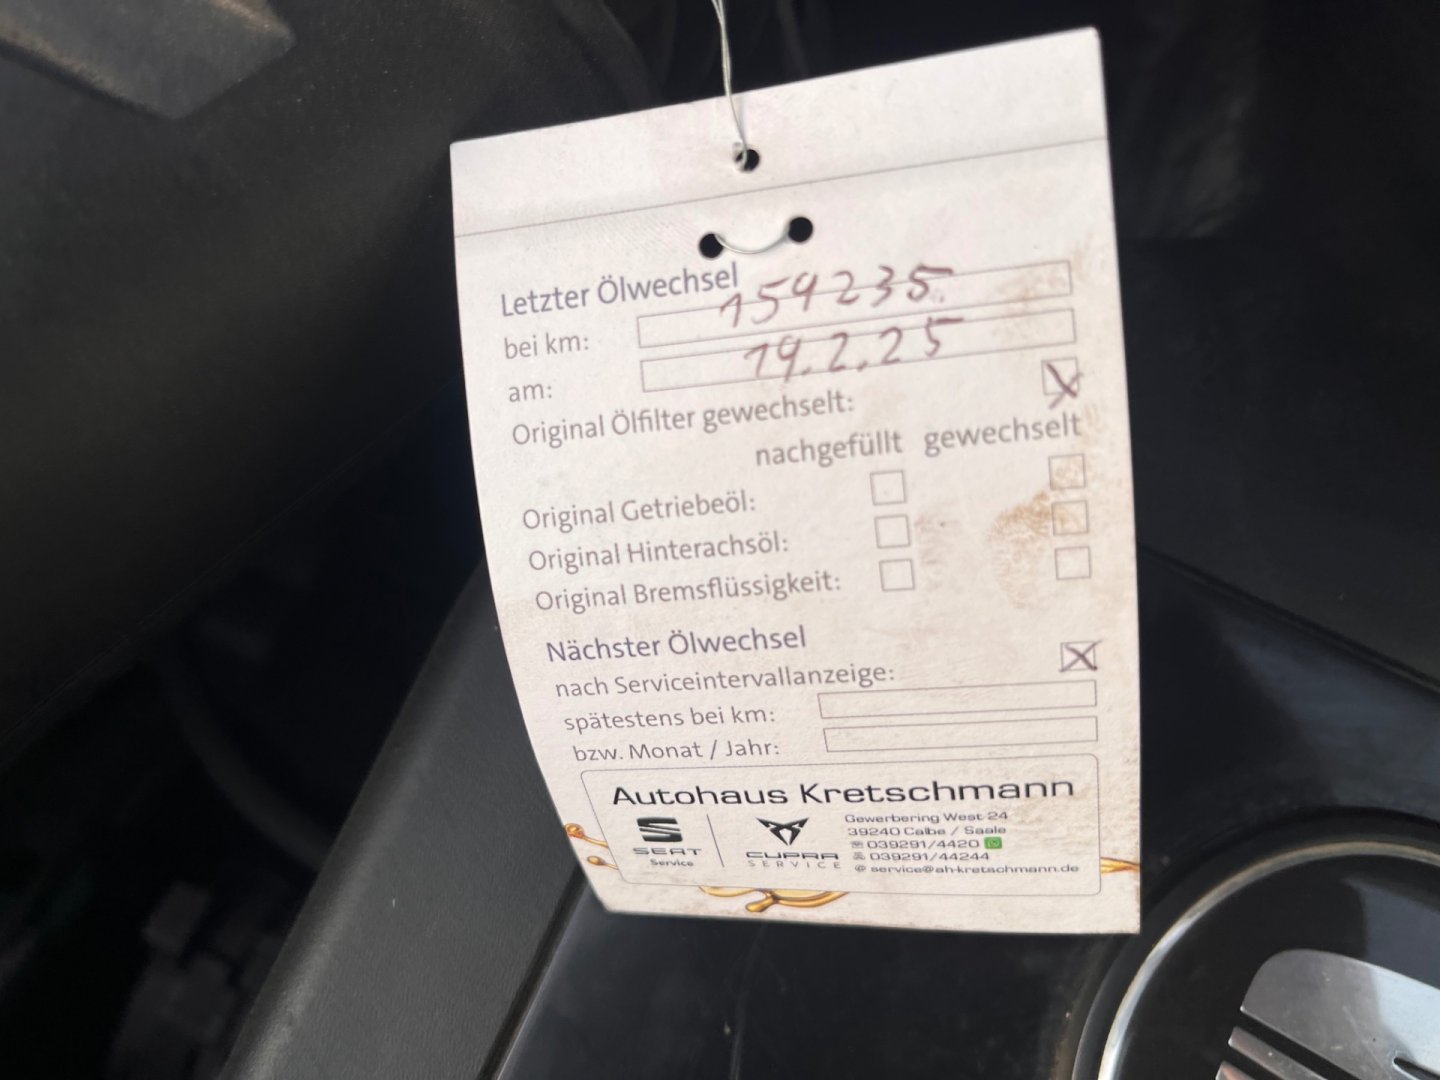 Letzter Ölwechsel
bei km: 159235
am: 19.2.25
Original Ölfilter gewechselt: X
nachgefüllt gewechselt
Original Getriebeöl:
Original Hinterachsöl:
Original Bremsflüssigkeit:
Nächster Ölwechsel
nach Serviceintervallanzeige: X
spätestens bei km:
bzw. Monat / Jahr:
Autohaus Kretschmann
SEAT
Service
CUPRA
SERVICE
Gewerbering West 24
39240 Calbe / Saale
039291/4420
039291/44244
@ service@ah-kretschmann.de